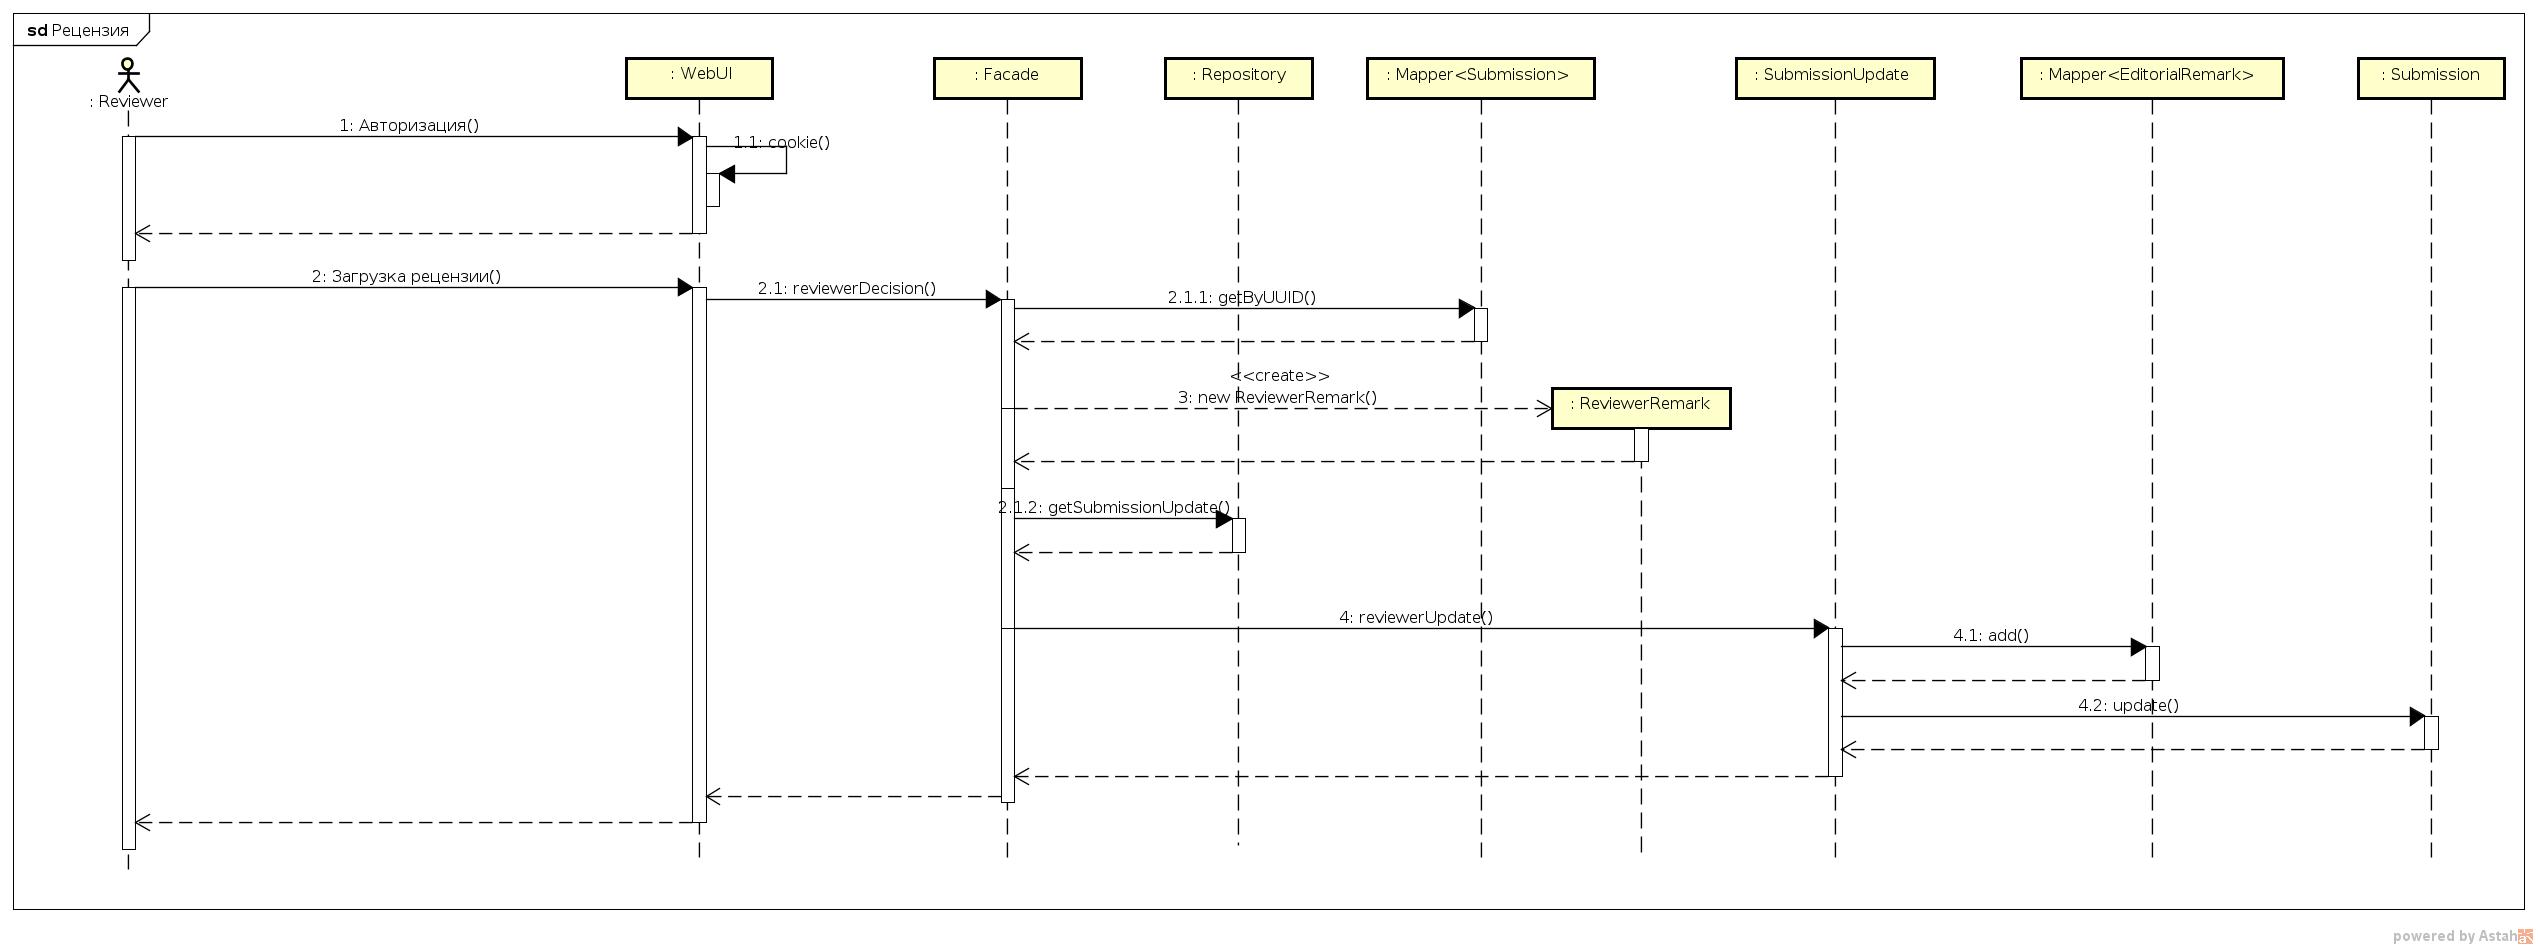 sd Рецензия
: Reviewer
: WebUI
: Facade
: Repository
: Mapper<Submission>
: SubmissionUpdate
: Mapper<EditorialRemark>
: Submission
1: Авторизация()
1.1: cookie()
2: Загрузка рецензии()
2.1: reviewerDecision()
2.1.1: getByUUID()
<<create>>
3: new ReviewerRemark()
: ReviewerRemark
2.1.2: getSubmissionUpdate()
4: reviewerUpdate()
4.1: add()
4.2: update()
powered by Astah